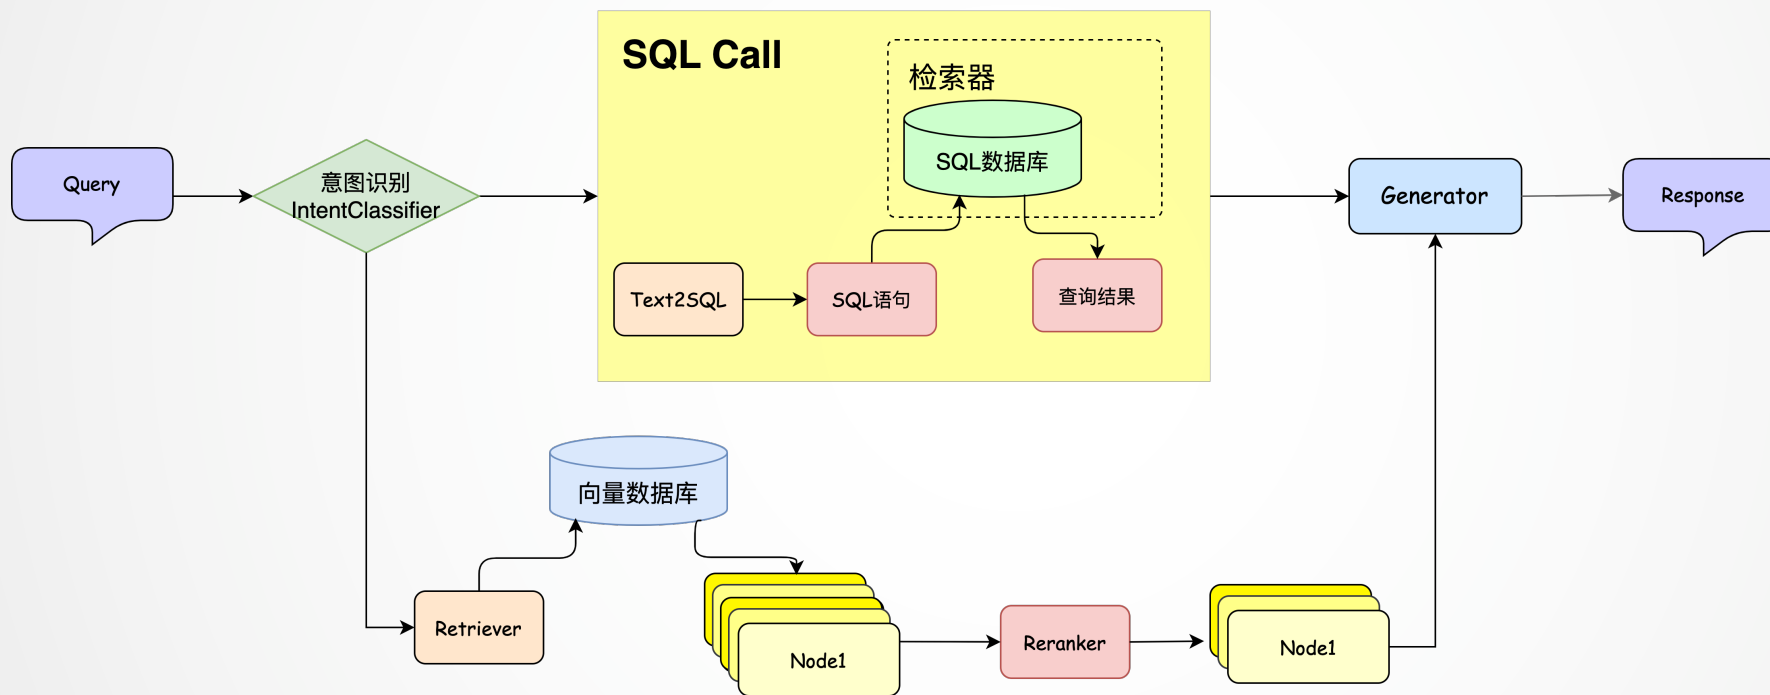 SQL Call
检索器
SQL数据库
Query
意图识别
IntentClassifier
Generator
Response
Text2SQL
SQL语句
查询结果
向量数据库
Retriever
Node1
Reranker
Node1